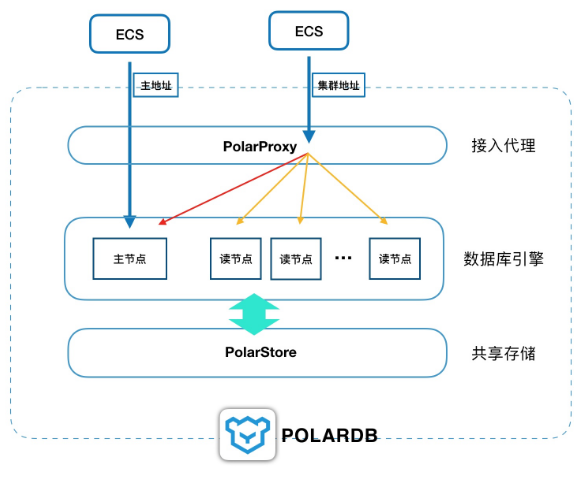 ECS
ECS
主地址
集群地址
PolarProxy
接入代理
主节点
读节点
读节点
...
读节点
数据库引擎
PolarStore
共享存储
POLARDB